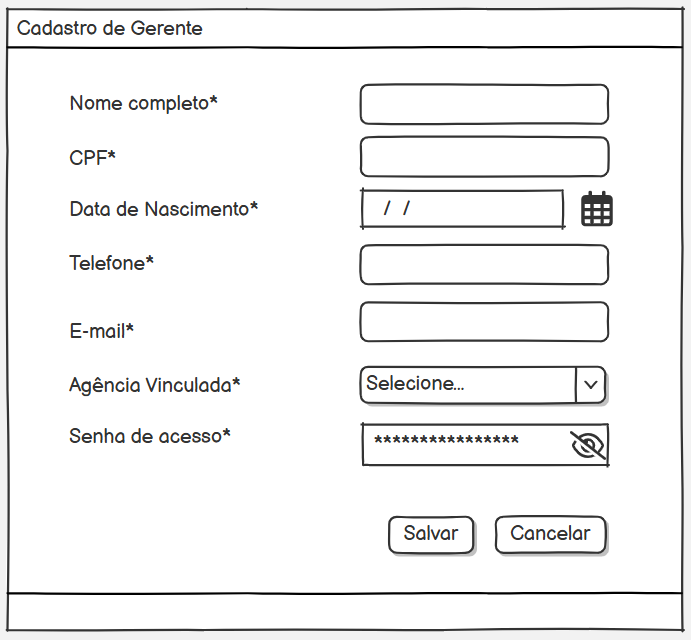 Cadastro de Gerente
Nome completo*
CPF*
Data de Nascimento* / /
Telefone*
E-mail*
Agência Vinculada* Selecione...
Senha de acesso* ****************
Salvar Cancelar